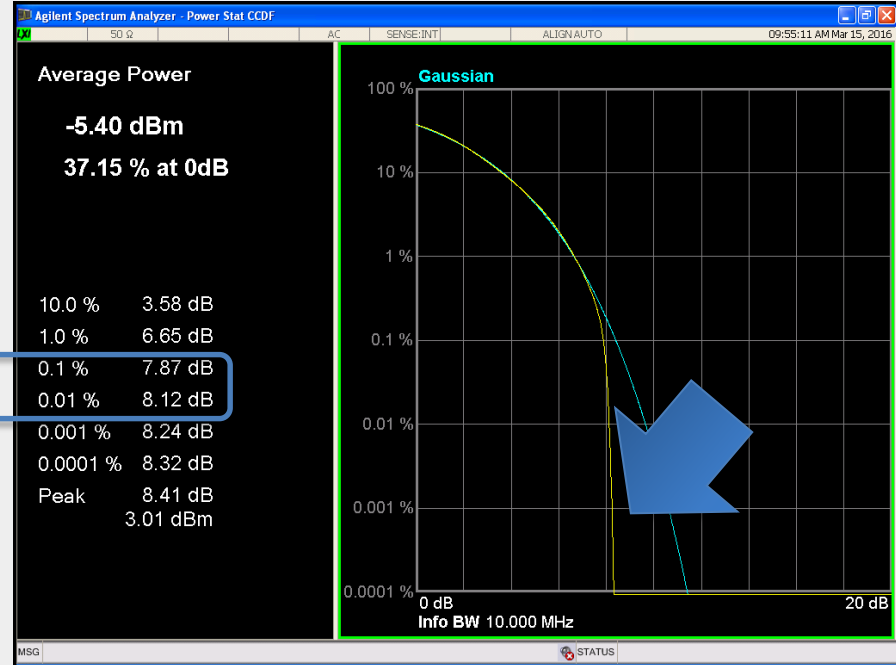 Agilent Spectrum Analyzer - Power Stat CCDF
LXI 50 Ω AC SENSE:INT ALIGN AUTO 09:55:11 AM Mar 15, 2016
Average Power
-5.40 dBm
37.15 % at 0dB
10.0 % 3.58 dB
1.0 % 6.65 dB
0.1 % 7.87 dB
0.01 % 8.12 dB
0.001 % 8.24 dB
0.0001 % 8.32 dB
Peak 8.41 dB
3.01 dBm
Gaussian
100 %
10 %
1 %
0.1 %
0.01 %
0.001 %
0.0001 %
0 dB 20 dB
Info BW 10.000 MHz
MSG STATUS